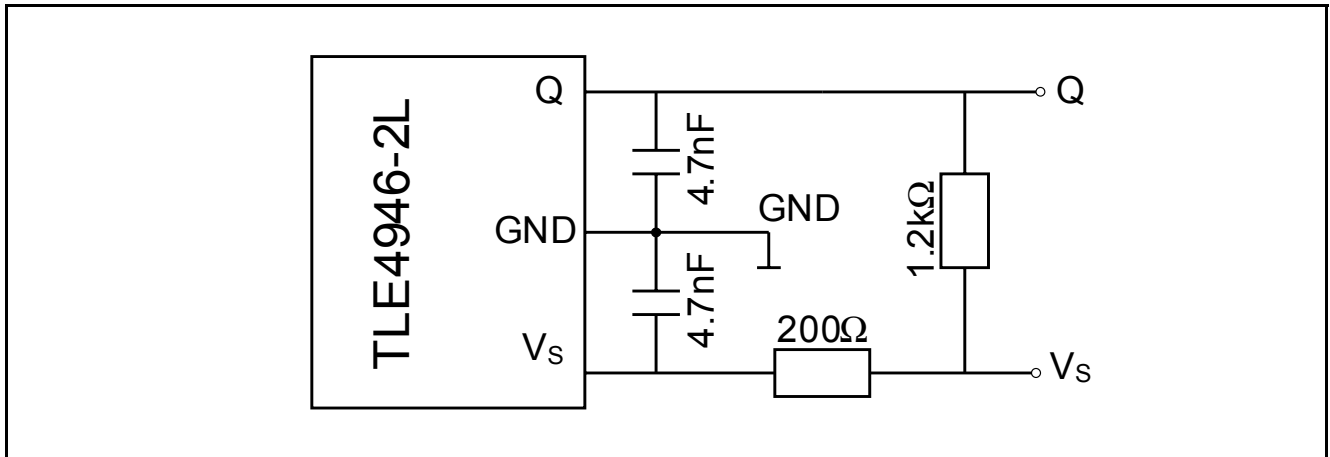 TLE4946-2L
Q
4.7nF
Q
GND
GND
1.2kΩ
4.7nF
200Ω
VS
VS